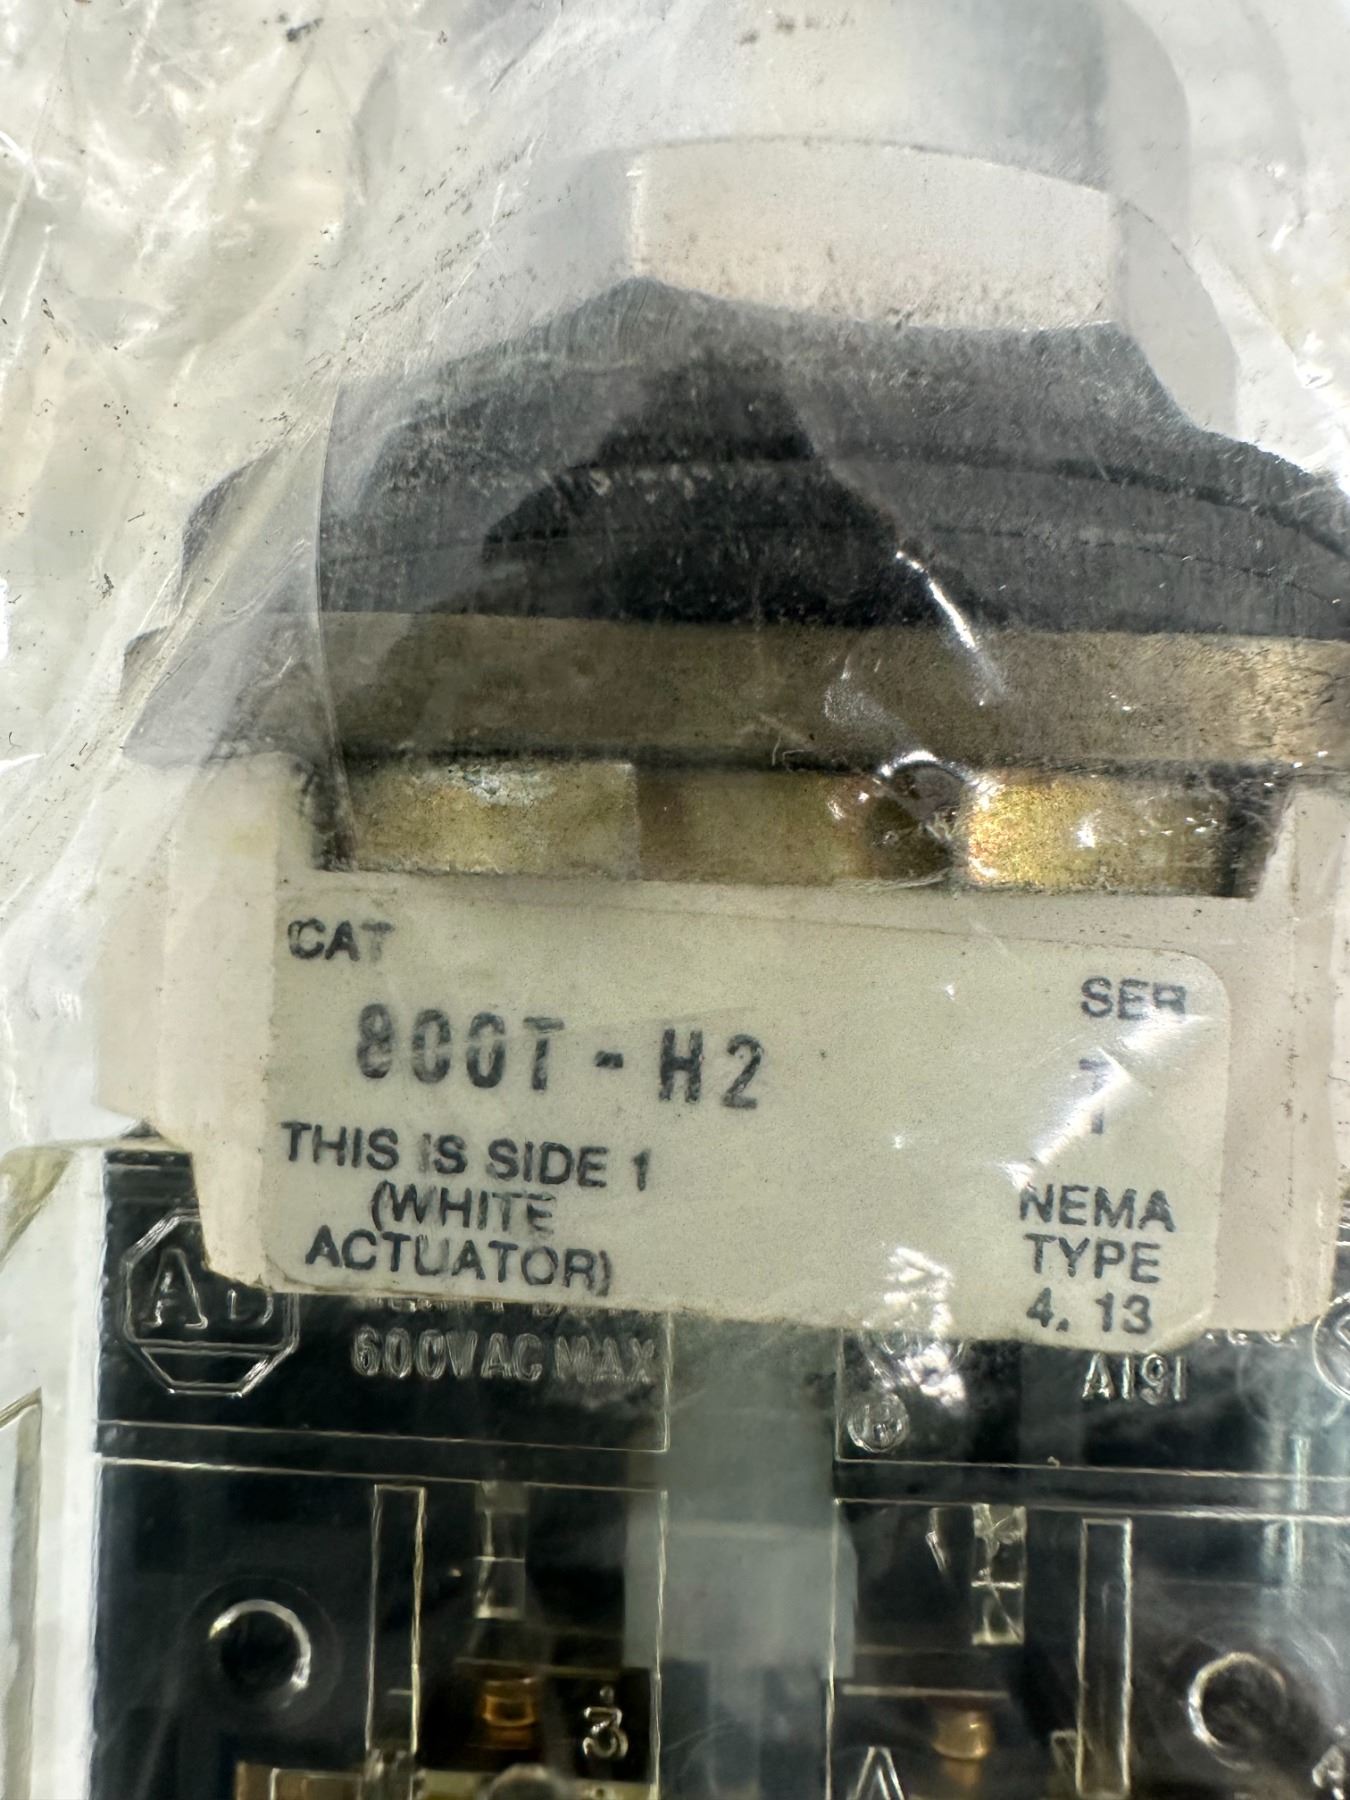 CAT
SER
800T-H2
T
THIS IS SIDE 1
(WHITE
ACTUATOR)
NEMA
TYPE
4, 13
600VAC MAX
A191
3
A